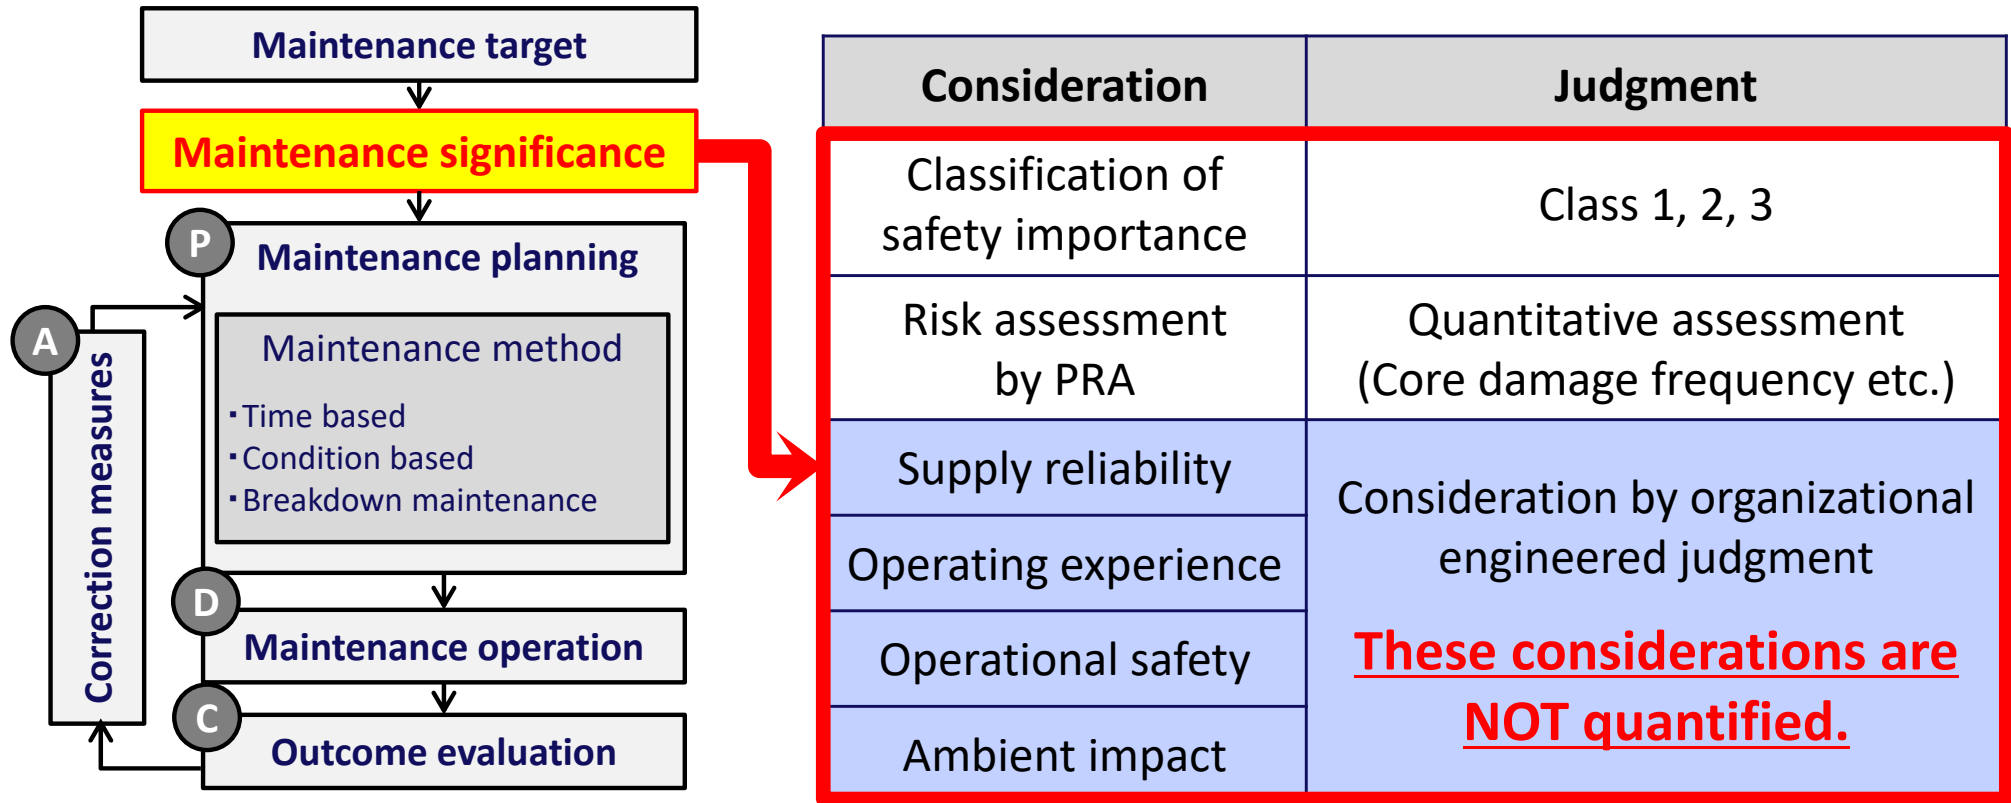 Maintenance target
Maintenance significance
P
Maintenance planning
Maintenance method
・Time based
・Condition based
・Breakdown maintenance
A
Correction measures
D
Maintenance operation
C
Outcome evaluation
Consideration
Judgment
Classification of
safety importance
Class 1, 2, 3
Risk assessment
by PRA
Quantitative assessment
(Core damage frequency etc.)
Supply reliability
Operating experience
Operational safety
Ambient impact
Consideration by organizational
engineered judgment
These considerations are
NOT quantified.